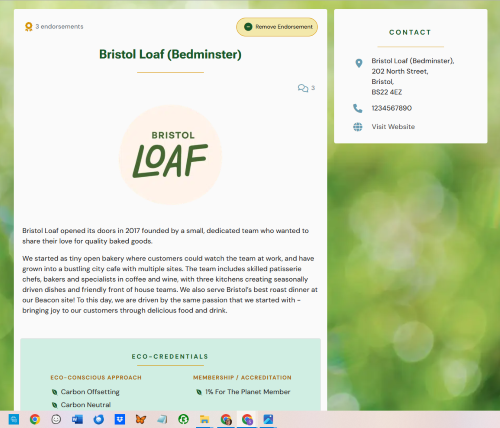 3 endorsements
Remove Endorsement
Bristol Loaf (Bedminster)
3
BRISTOL
LOAF
Bristol Loaf opened its doors in 2017 founded by a small, dedicated team who wanted to
share their love for quality baked goods.
We started as tiny open bakery where customers could watch the team at work, and have
grown into a bustling city cafe with multiple sites. The team includes skilled patisserie
chefs, bakers and specialists in coffee and wine, with three kitchens creating seasonally
driven dishes and friendly front of house teams. We also serve Bristol's best roast dinner at
our Beacon site! To this day, we are driven by the same passion that we started with –
bringing joy to our customers through delicious food and drink.
ECO-CREDENTIALS
ECO-CONSCIOUS APPROACH
Carbon Offsetting
Carbon Neutral
MEMBERSHIP / ACCREDITATION
1% For The Planet Member
CONTACT
Bristol Loaf (Bedminster),
202 North Street,
Bristol,
BS22 4EZ
1234567890
Visit Website